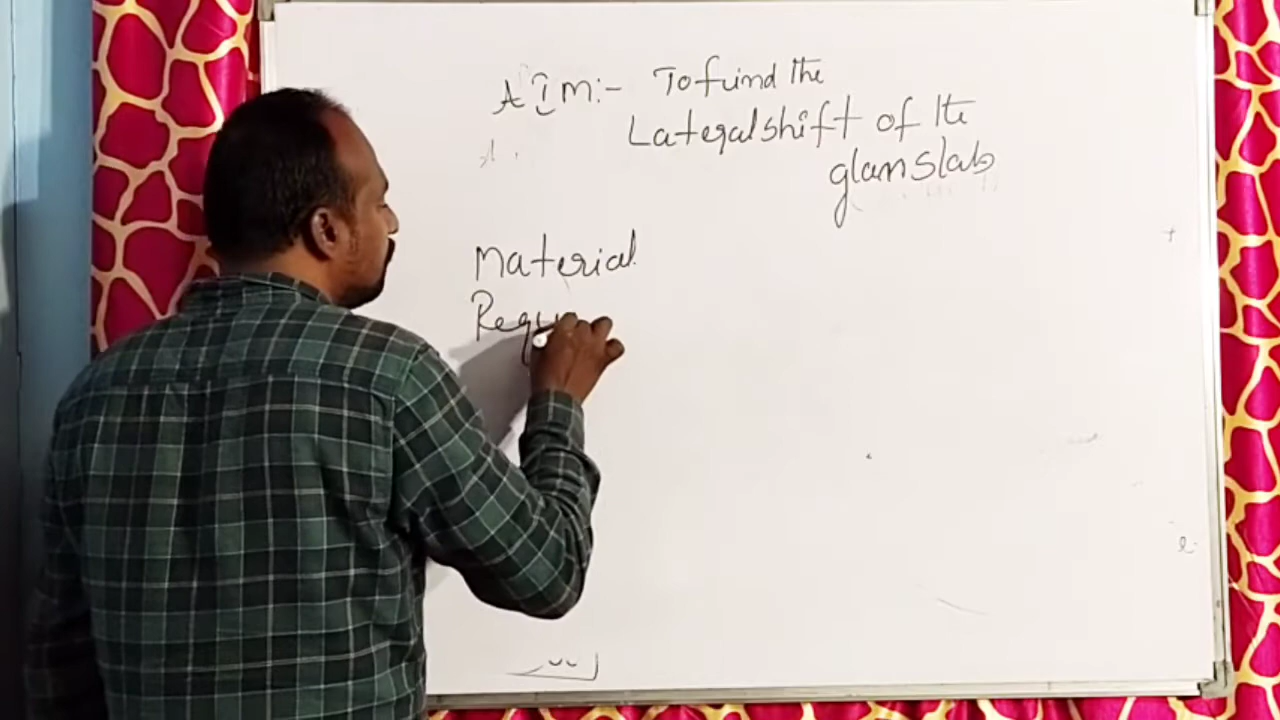 AIm:- To find the
Lateral shift of the
glass slab
Material
Requ